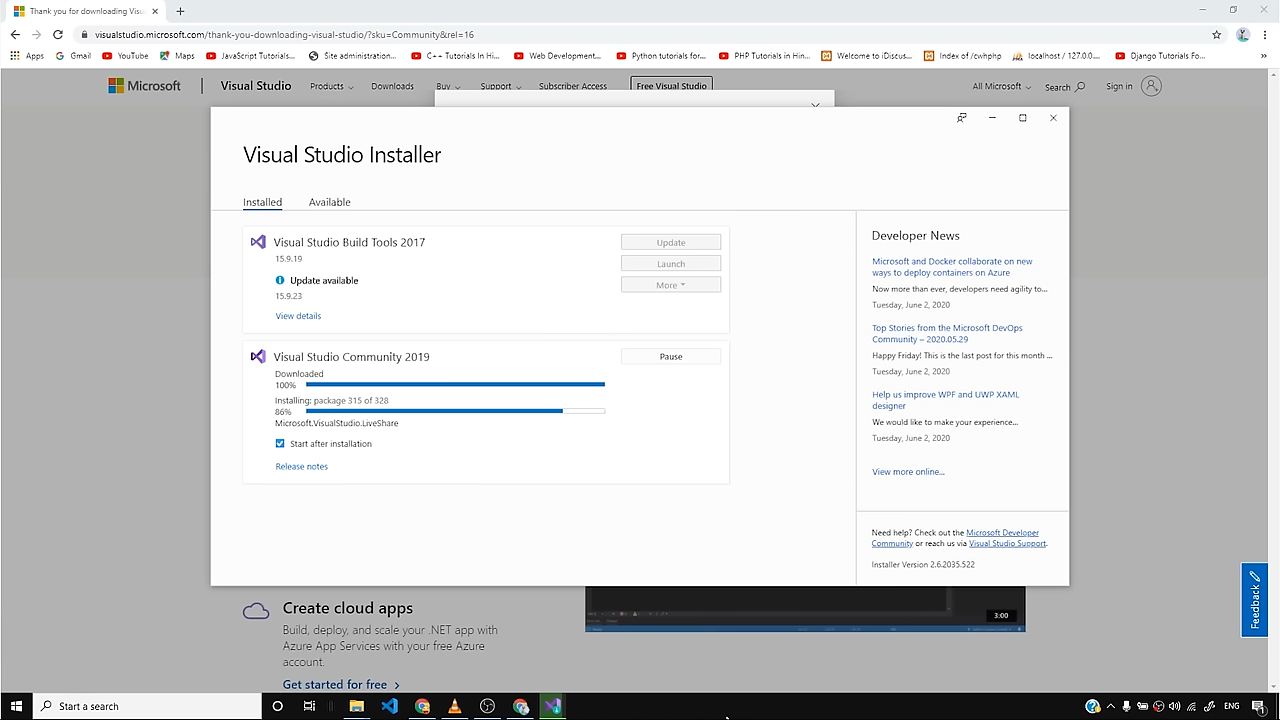 Thank you for downloading Visu
visualstudio.microsoft.com/thank-you-downloading-visual-studio/?sku=Community&rel=16
Apps Gmail YouTube Maps JavaScript Tutorials... Site administration... C++ Tutorials In Hi... Web Development... Python tutorials for... PHP Tutorials in Hin... Welcome to iDiscus... Index of /cwhphp localhost / 127.0.0.... Django Tutorials Fo...
Microsoft Visual Studio Products Downloads Buy Support Subscriber Access Free Visual Studio All Microsoft Search Sign in
Visual Studio Installer
Installed Available
Visual Studio Build Tools 2017
15.9.19
Update available
15.9.23
View details
Update
Launch
More
Visual Studio Community 2019
Pause
Downloaded
100%
Installing: package 315 of 328
86%
Microsoft.VisualStudio.LiveShare
Start after installation
Release notes
Developer News
Microsoft and Docker collaborate on new
ways to deploy containers on Azure
Now more than ever, developers need agility to...
Tuesday, June 2, 2020
Top Stories from the Microsoft DevOps
Community – 2020.05.29
Happy Friday! This is the last post for this month ...
Tuesday, June 2, 2020
Help us improve WPF and UWP XAML
designer
We would like to make your experience...
Tuesday, June 2, 2020
View more online...
Need help? Check out the Microsoft Developer
Community or reach us via Visual Studio Support.
Installer Version 2.6.2035.522
Feedback
Create cloud apps
Build, deploy, and scale your .NET app with
Azure App Services with your free Azure
account.
Get started for free
3:00
Type here to search